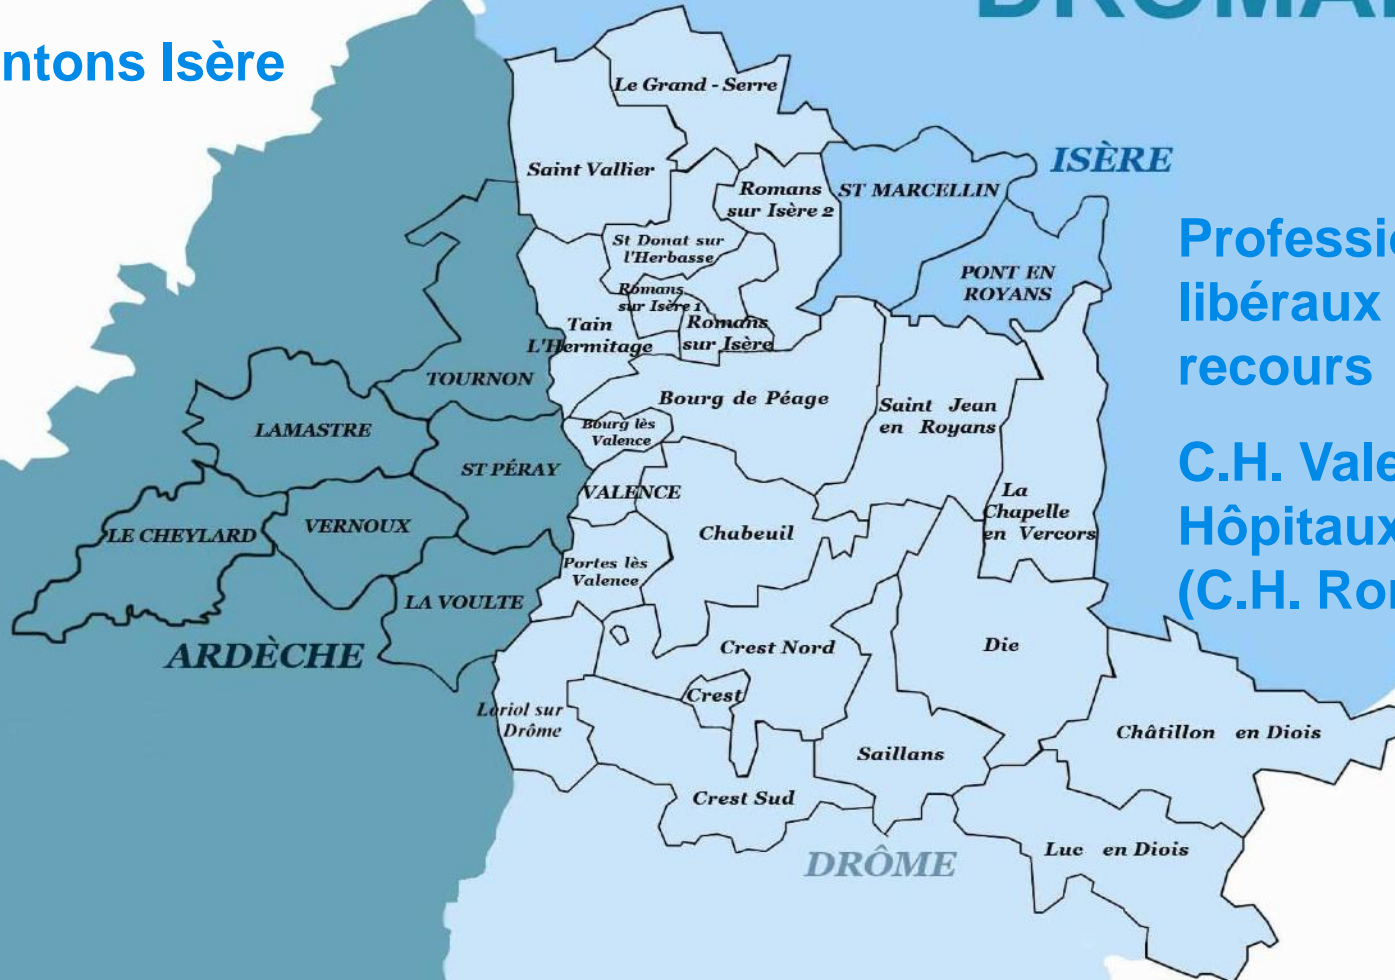 ntons Isère
Le Grand - Serre
Saint Vallier
Romans
sur Isère 2
ST MARCELLIN
ISÈRE
St Donat sur
l'Herbasse
PONT EN
ROYANS
Romans
sur Isère 1
Tain
L'Hermitage
Romans
sur Isère
Professi
libéraux
recours
TOURNON
Bourg de Péage
Saint Jean
en Royans
LAMASTRE
Bourg lès
Valence
ST PÉRAY
VALENCE
La
Chapelle
en Vercors
C.H. Vale
Hôpitaux
(C.H. Ro
LE CHEYLARD
VERNOUX
Chabeuil
Portes lès
Valence
LA VOULTE
ARDÈCHE
Crest Nord
Die
Crest
Loriol sur
Drôme
Châtillon en Diois
Saillans
Crest Sud
DRÔME
Luc en Diois